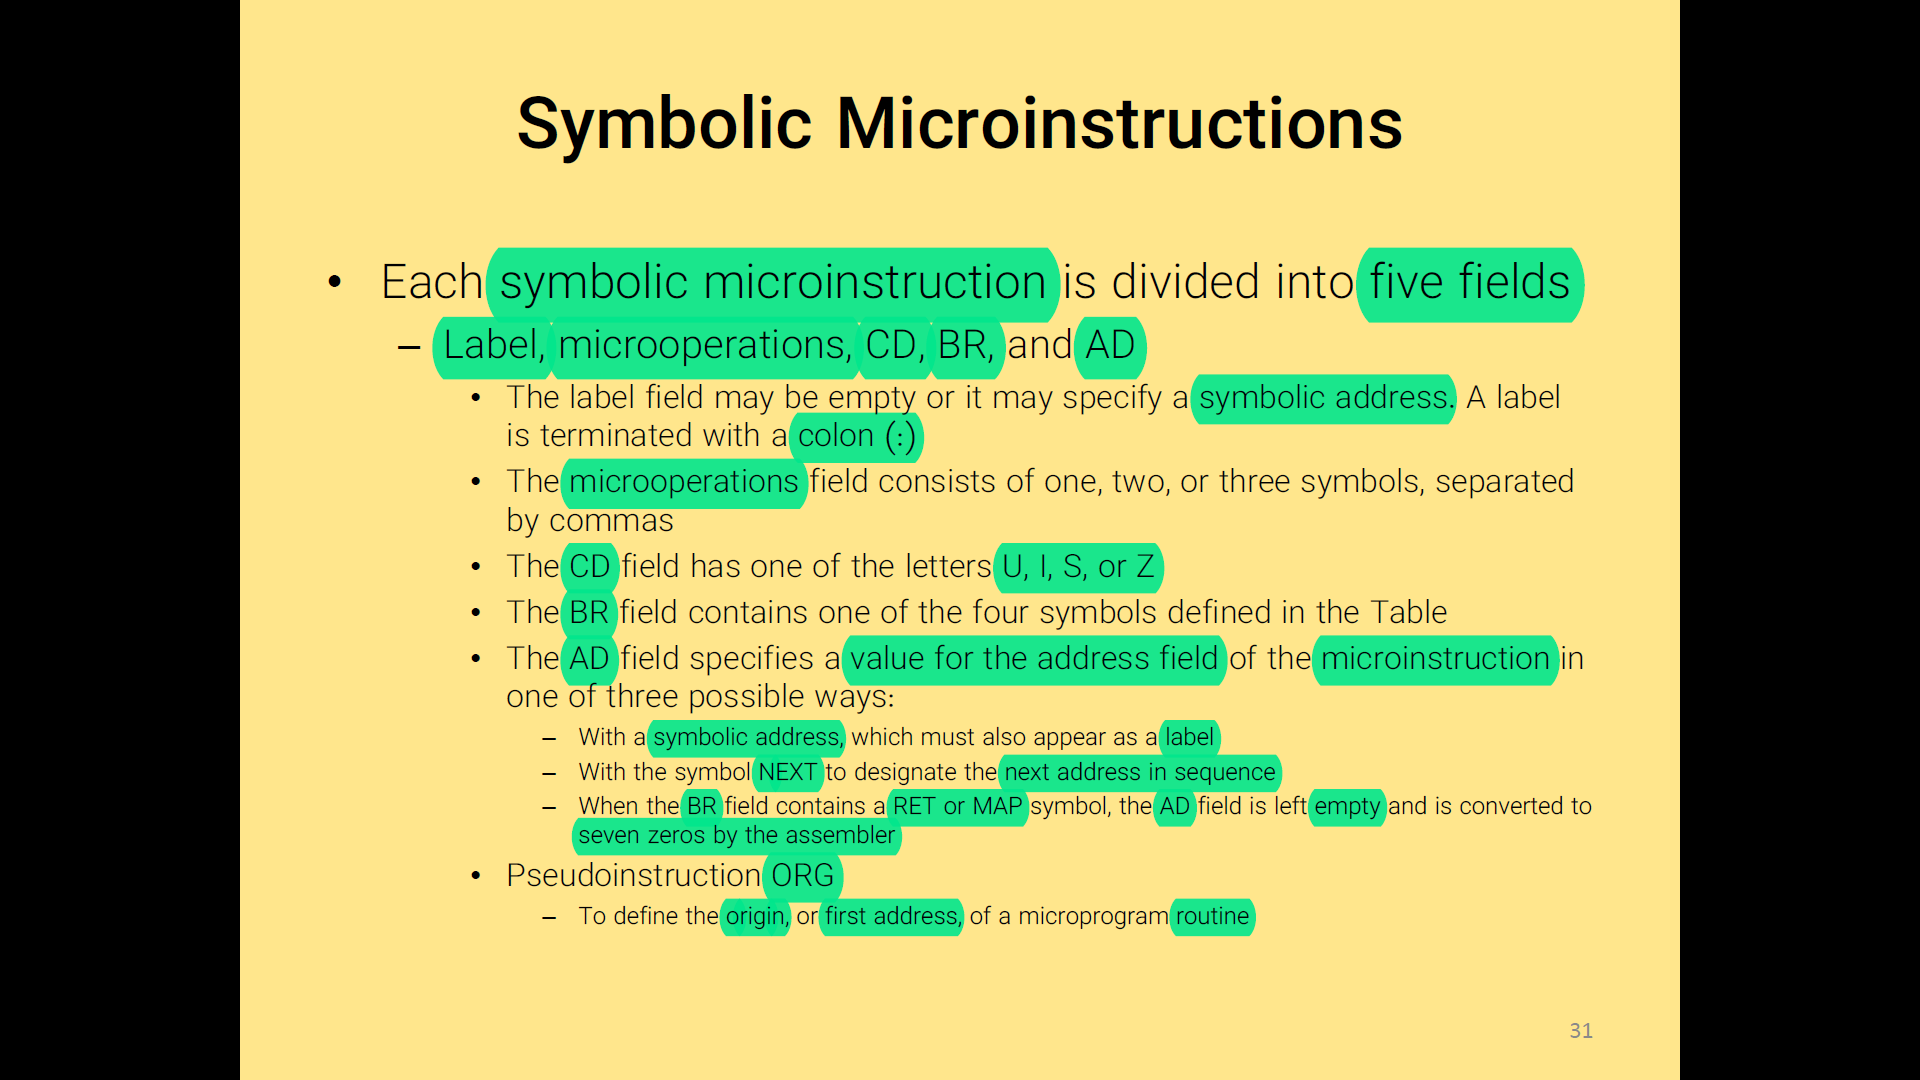 Symbolic Microinstructions
• Each symbolic microinstruction is divided into five fields
– Label, microoperations, CD, BR, and AD
• The label field may be empty or it may specify a symbolic address. A label
is terminated with a colon (:)
• The microoperations field consists of one, two, or three symbols, separated
by commas
• The CD field has one of the letters U, I, S, or Z
• The BR field contains one of the four symbols defined in the Table
• The AD field specifies a value for the address field of the microinstruction in
one of three possible ways:
– With a symbolic address, which must also appear as a label
– With the symbol NEXT to designate the next address in sequence
– When the BR field contains a RET or MAP symbol, the AD field is left empty and is converted to
seven zeros by the assembler
• Pseudoinstruction ORG
– To define the origin, or first address, of a microprogram routine
31